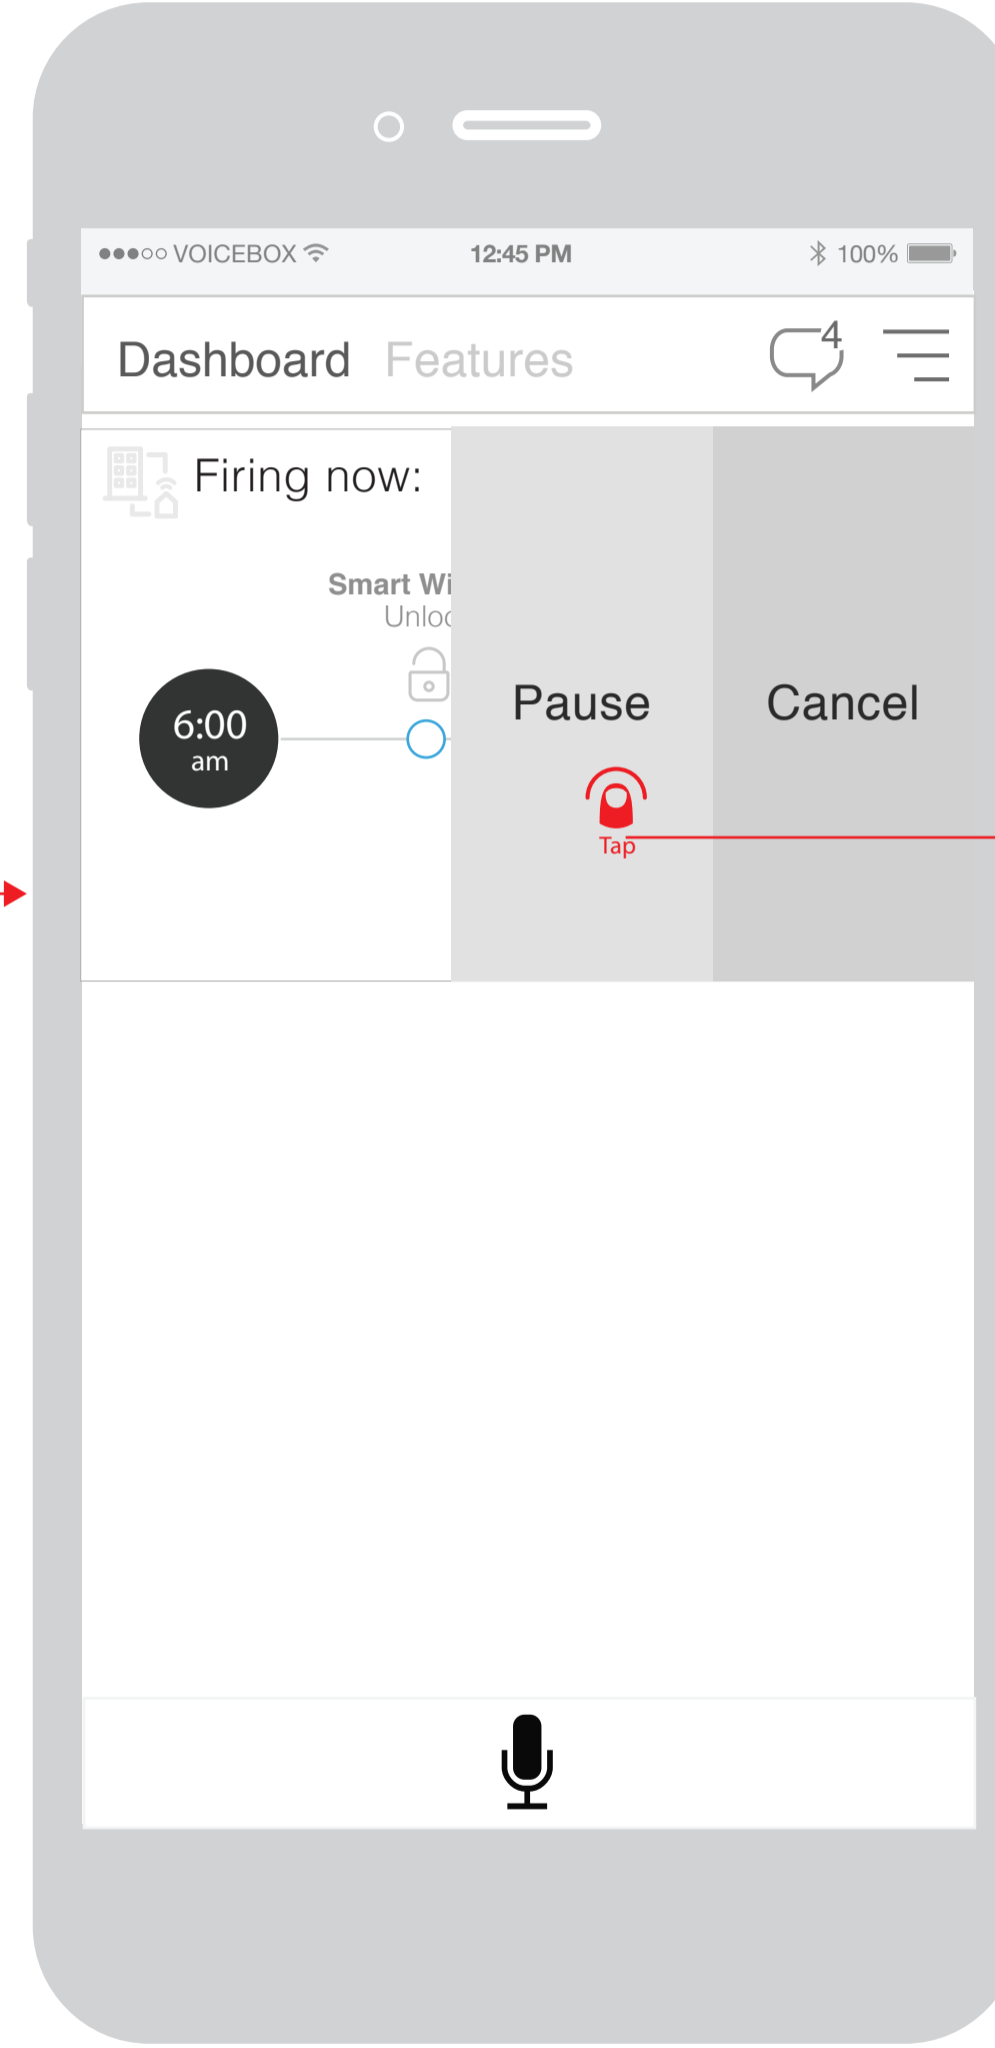 VOICEBOX 12:45 PM 100%
Dashboard Features 4
Firing now:
Smart Wi
Unloc
6:00
am
Pause Cancel
Tap